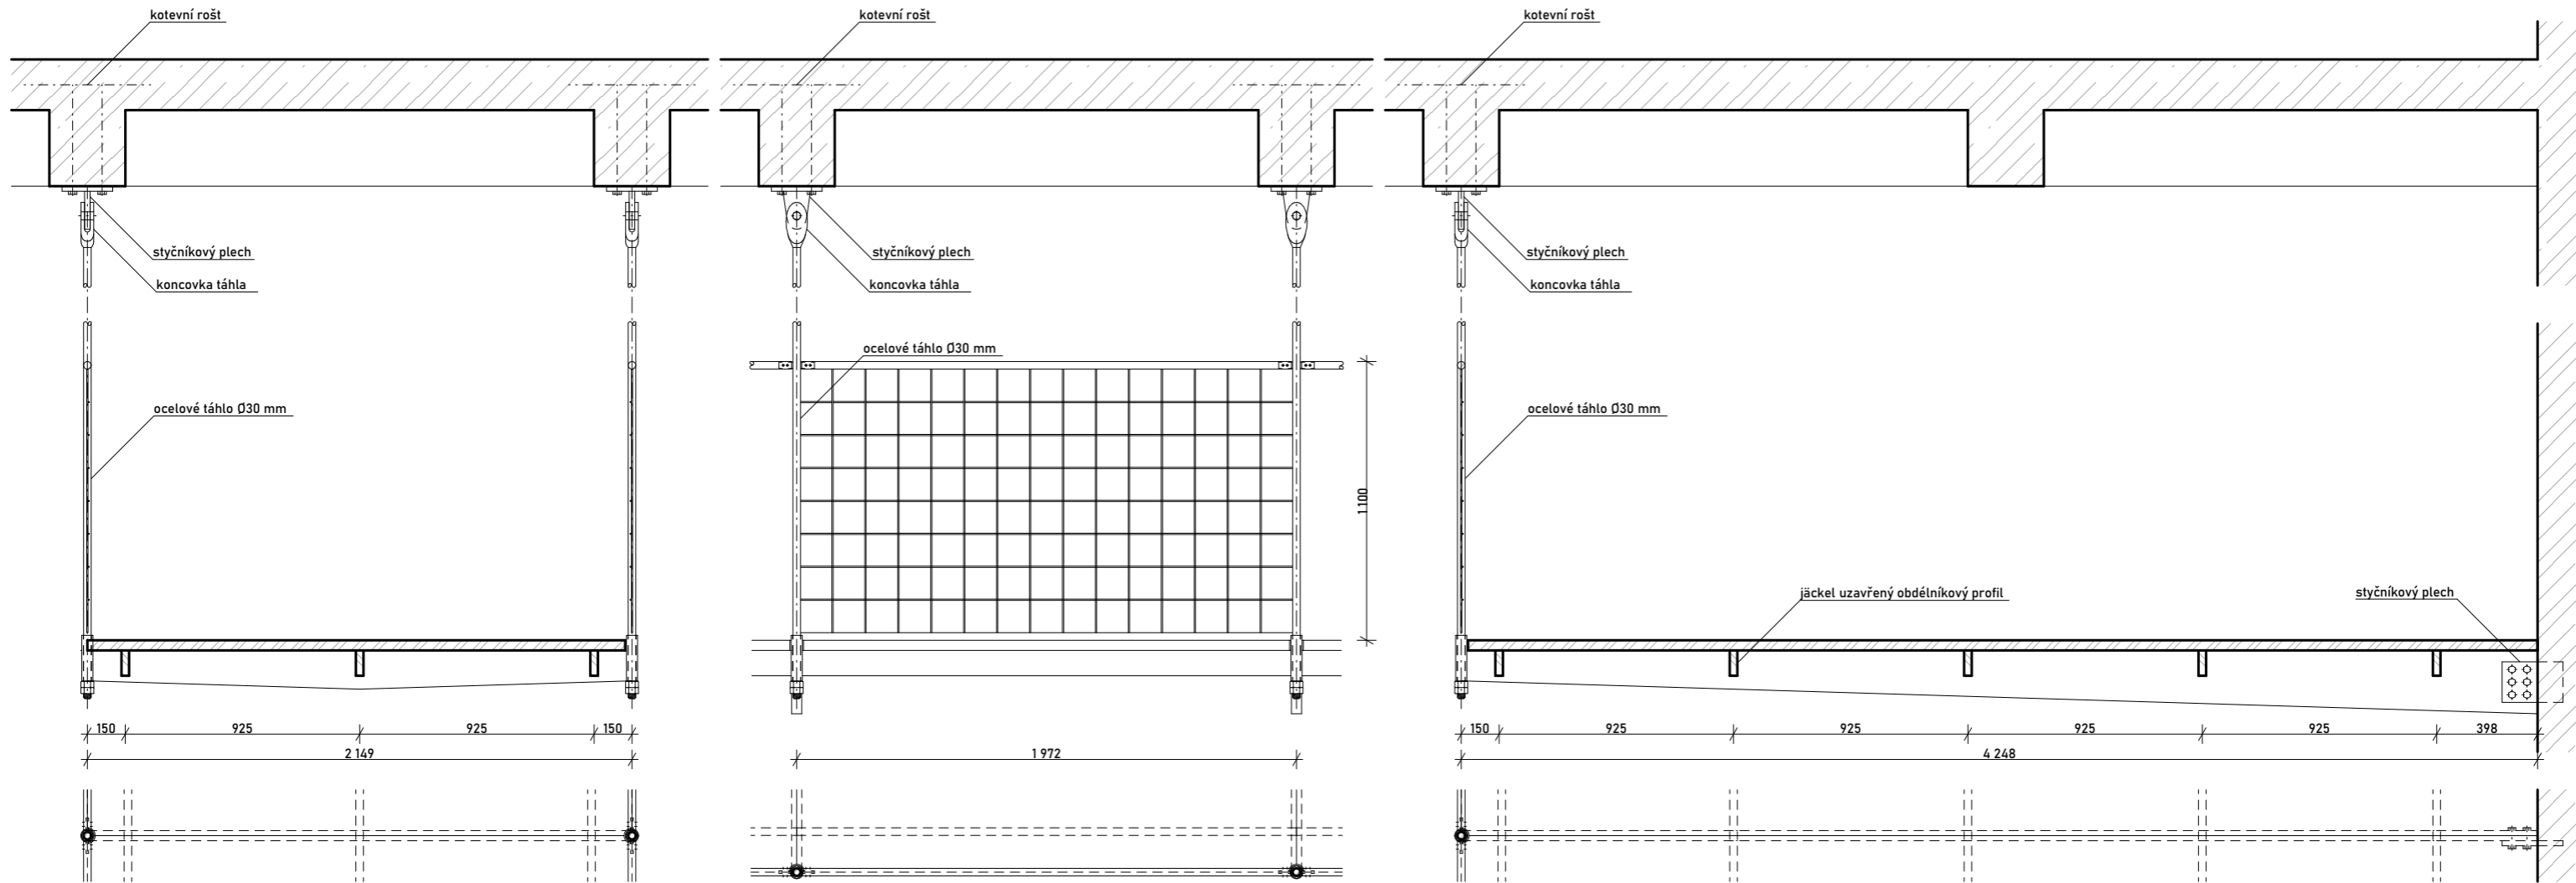 kotevní rošt
kotevní rošt
kotevní rošt
styčníkový plech
koncovka táhla
styčníkový plech
koncovka táhla
styčníkový plech
koncovka táhla
ocelové táhlo Ø30 mm
ocelové táhlo Ø30 mm
ocelové táhlo Ø30 mm
1 100
jäckel uzavřený obdélníkový profil
styčníkový plech
150 925 925 150
2 149
1 972
150 925 925 925 925 398
4 248